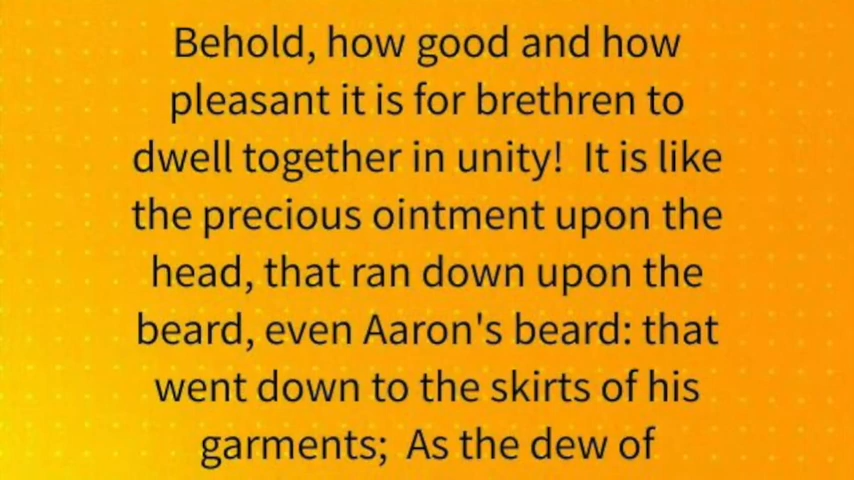 Behold, how good and how
pleasant it is for brethren to
dwell together in unity!  It is like
the precious ointment upon the
head, that ran down upon the
beard, even Aaron's beard: that
went down to the skirts of his
garments;  As the dew of